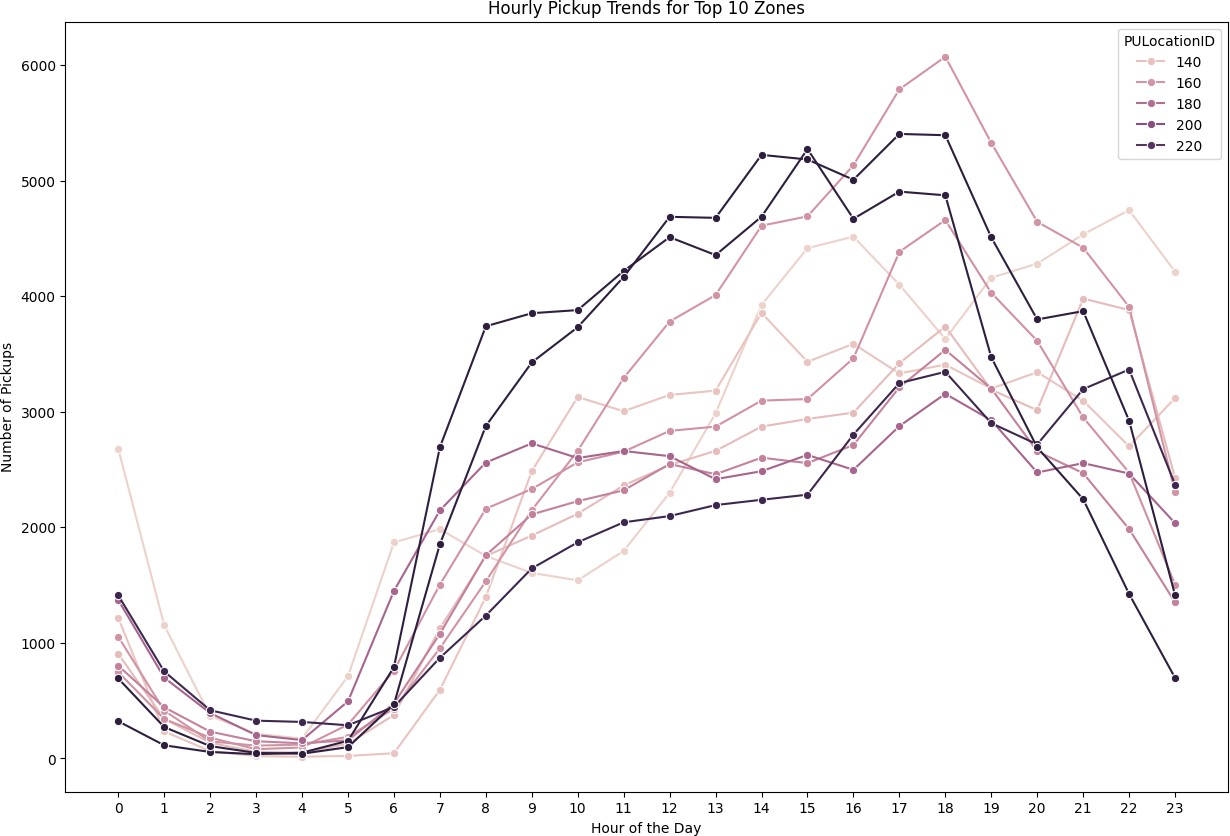 Hourly Pickup Trends for Top 10 Zones
PULocationID
140
160
180
200
220
6000
5000
4000
3000
2000
1000
0
Number of Pickups
0 1 2 3 4 5 6 7 8 9 10 11 12 13 14 15 16 17 18 19 20 21 22 23
Hour of the Day